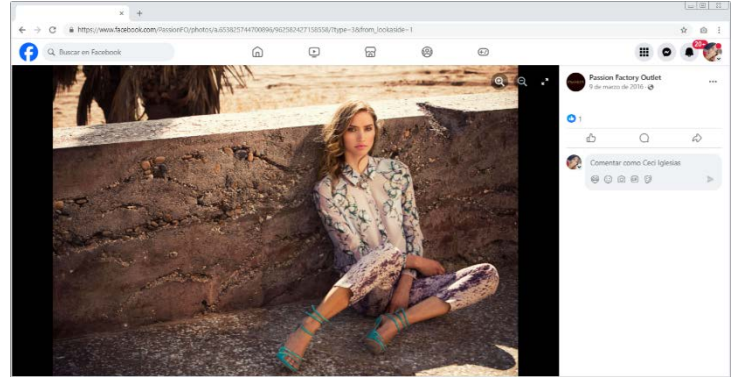 https://www.facebook.com/PassionFO/photos/a.653825744700896/962582427158558/?type=3&from_lookaside=1
Buscar en Facebook
20+
Passion Factory Outlet
9 de marzo de 2016 ·
1
Comentar como Ceci Iglesias